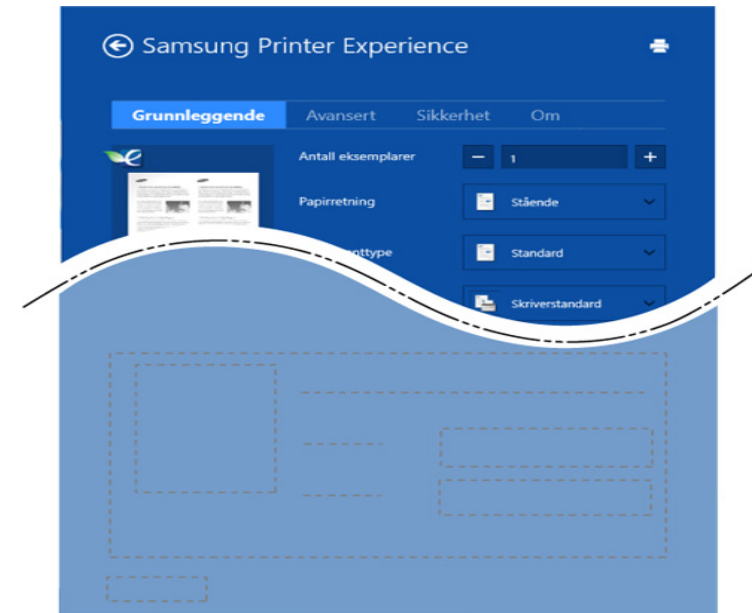 Samsung Printer Experience
Grunnleggende Avansert Sikkerhet Om
Antall eksemplarer 1
Papirretning Stående
Standard
Skriverstandard